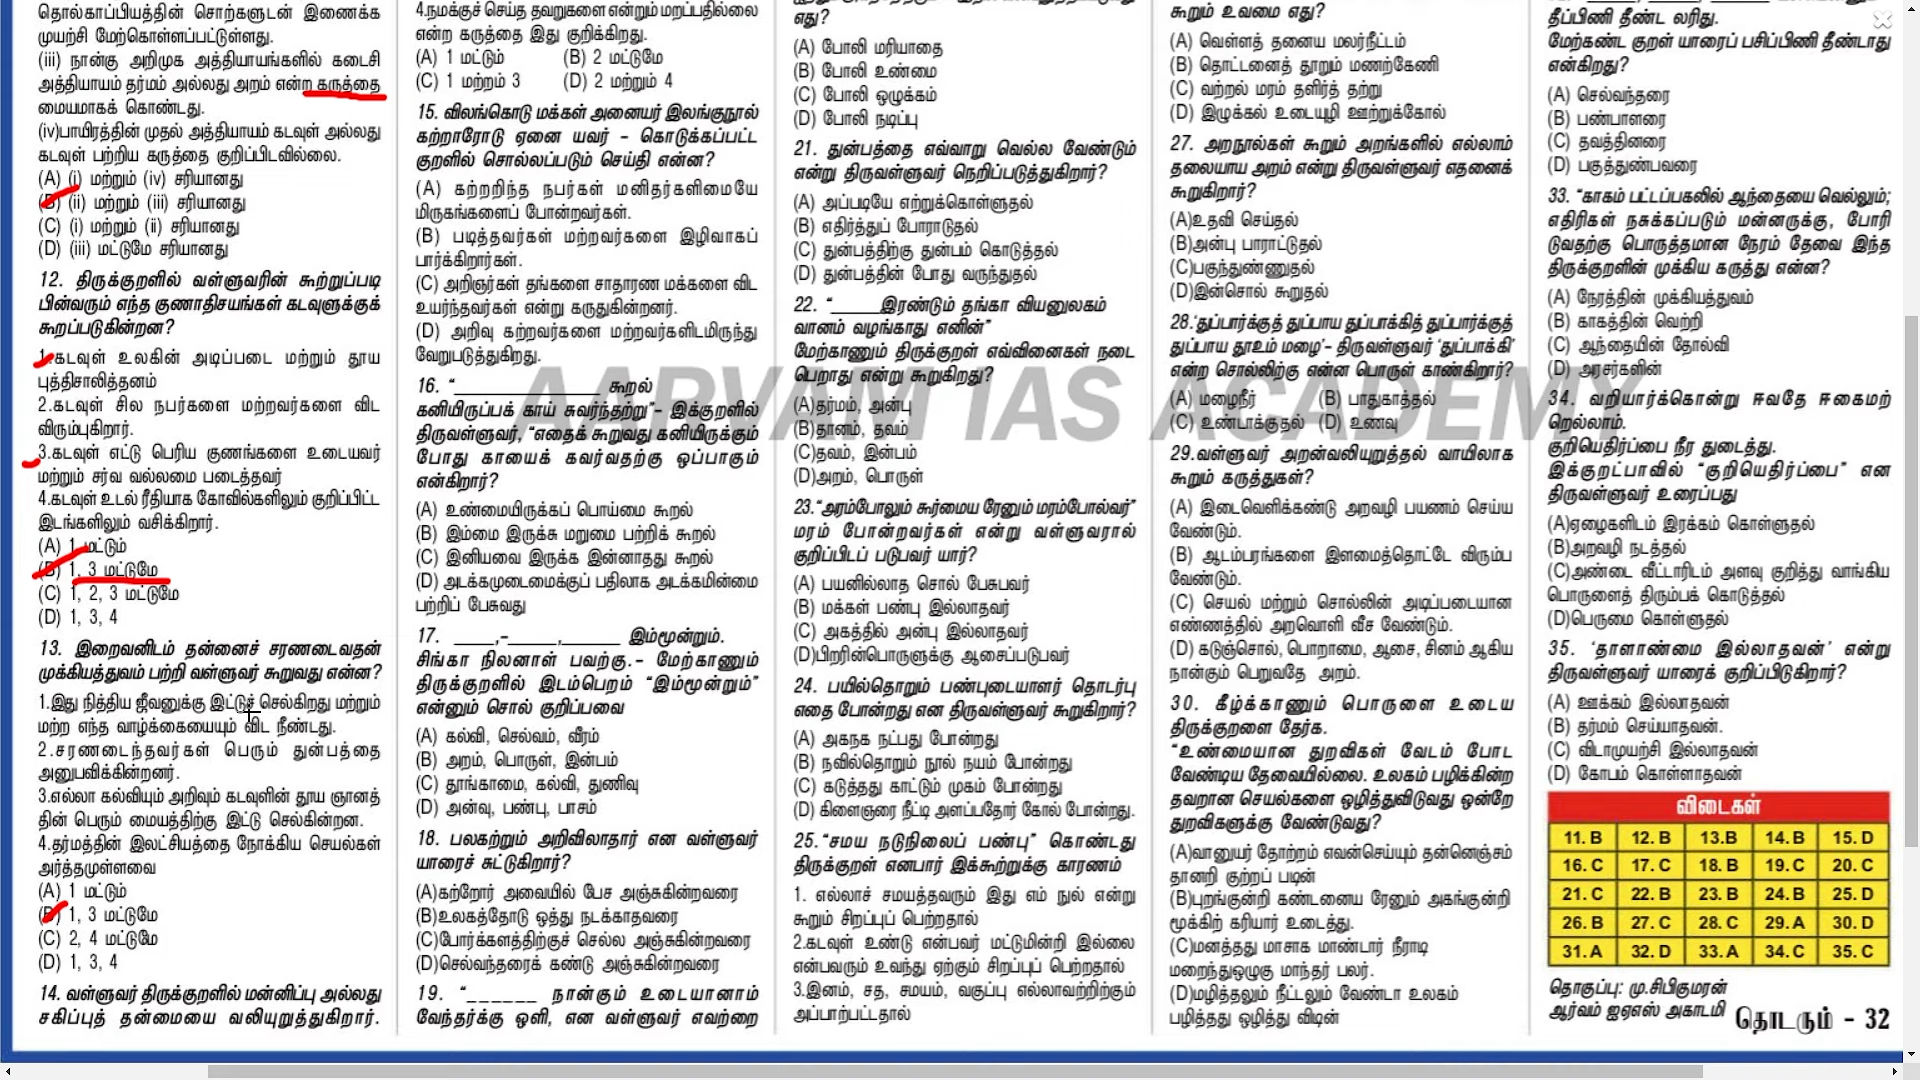 தொல்காப்பியத்தின் சொற்களுடன் இணைக்க
முயற்சி மேற்கொள்ளப்பட்டுள்ளது.
(iii) நான்கு அறிமுக அத்தியாயங்களில் கடைசி
அத்தியாயம் தர்மம் அல்லது அறம் என்ற கருத்தை
மையமாகக் கொண்டது.
(iv)பாயிரத்தின் முதல் அத்தியாயம் கடவுள் அல்லது
கடவுள் பற்றிய கருத்தை குறிப்பிடவில்லை.
(A) (i) மற்றும் (iv) சரியானது
(B) (ii) மற்றும் (iii) சரியானது
(C) (i) மற்றும் (ii) சரியானது
(D) (iii) மட்டுமே சரியானது
12. திருக்குறளில் வள்ளுவரின் கூற்றுப்படி
பின்வரும் எந்த குணாதிசயங்கள் கடவுளுக்குக்
கூறப்படுகின்றன?
1.கடவுள் உலகின் அடிப்படை மற்றும் தூய
புத்திசாலித்தனம்
2.கடவுள் சில நபர்களை மற்றவர்களை விட
விரும்புகிறார்.
3.கடவுள் எட்டு பெரிய குணங்களை உடையவர்
மற்றும் சர்வ வல்லமை படைத்தவர்
4.கடவுள் உடல் ரீதியாக கோவில்களிலும் குறிப்பிட்ட
இடங்களிலும் வசிக்கிறார்.
(A) 1 மட்டும்
(B) 1, 3 மட்டுமே
(C) 1, 2, 3 மட்டுமே
(D) 1, 3, 4
13. இறைவனிடம் தன்னைச் சரணடைவதன்
முக்கியத்துவம் பற்றி வள்ளுவர் கூறுவது என்ன?
1.இது நித்திய ஜீவனுக்கு இட்டுச் செல்கிறது மற்றும்
மற்ற எந்த வாழ்க்கையையும் விட நீண்டது.
2.சரணடைந்தவர்கள் பெரும் துன்பத்தை
அனுபவிக்கின்றனர்.
3.எல்லா கல்வியும் அறிவும் கடவுளின் தூய ஞானத்
தின் பெரும் மையத்திற்கு இட்டு செல்கின்றன.
4.தர்மத்தின் இலட்சியத்தை நோக்கிய செயல்கள்
அர்த்தமுள்ளவை
(A) 1 மட்டும்
(B) 1, 3 மட்டுமே
(C) 2, 4 மட்டுமே
(D) 1, 3, 4
14. வள்ளுவர் திருக்குறளில் மன்னிப்பு அல்லது
சகிப்புத் தன்மையை வலியுறுத்துகிறார்.
4.நமக்குச் செய்த தவறுகளை என்றும் மறப்பதில்லை
என்ற கருத்தை இது குறிக்கிறது.
(A) 1 மட்டும் (B) 2 மட்டுமே
(C) 1 மற்றம் 3 (D) 2 மற்றும் 4
15. விலங்கொடு மக்கள் அனையர் இலங்குநூல்
கற்றாரோடு ஏனை யவர் – கொடுக்கப்பட்ட
குறளில் சொல்லப்படும் செய்தி என்ன?
(A) கற்றறிந்த நபர்கள் மனிதர்களிமையே
மிருகங்களைப் போன்றவர்கள்.
(B) படித்தவர்கள் மற்றவர்களை இழிவாகப்
பார்க்கிறார்கள்.
(C) அறிஞர்கள் தங்களை சாதாரண மக்களை விட
உயர்ந்தவர்கள் என்று கருதுகின்றனர்.
(D) அறிவு கற்றவர்களை மற்றவர்களிடமிருந்து
வேறுபடுத்துகிறது.
16. “______________ கூறல்
கனியிருப்பக் காய் சுவர்ந்தற்று”– இக்குறளில்
திருவள்ளுவர், “எதைக் கூறுவது கனியிருக்கும்
போது காயைக் கவர்வதற்கு ஒப்பாகும்
என்கிறார்?
(A) உண்மையிருக்கப் பொய்மை கூறல்
(B) இம்மை இருக்க மறுமை பற்றிக் கூறல்
(C) இனியவை இருக்க இன்னாதது கூறல்
(D) அடக்கமுடைமைக்குப் பதிலாக அடக்கமின்மை
பற்றிப் பேசுவது
17. ____,–_____,______ இம்மூன்றும்.
சிங்கா நிலனாள் பவற்கு.– மேற்காணும்
திருக்குறளில் இடம்பெறம் “இம்மூன்றும்”
என்னும் சொல் குறிப்பவை
(A) கல்வி, செல்வம், வீரம்
(B) அறம், பொருள், இன்பம்
(C) தூங்காமை, கல்வி, துணிவு
(D) அன்வு, பண்பு, பாசம்
18. பலகற்றும் அறிவிலாதார் என வள்ளுவர்
யாரைச் சுட்டுகிறார்?
(A)கற்றோர் அவையில் பேச அஞ்சுகின்றவரை
(B)உலகத்தோடு ஒத்து நடக்காதவரை
(C)போர்க்களத்திற்குச் செல்ல அஞ்சுகின்றவரை
(D)செல்வந்தரைக் கண்டு அஞ்சுகின்றவரை
19. “______ நான்கும் உடையானாம்
வேந்தர்க்கு ஒளி, என வள்ளுவர் எவற்றை
எது?
(A) போலி மரியாதை
(B) போலி உண்மை
(C) போலி ஒழுக்கம்
(D) போலி நடிப்பு
21. துன்பத்தை எவ்வாறு வெல்ல வேண்டும்
என்று திருவள்ளுவர் நெறிப்படுத்துகிறார்?
(A) அப்படியே ஏற்றுக்கொள்ளுதல்
(B) எதிர்த்துப் போராடுதல்
(C) துன்பத்திற்கு துன்பம் கொடுத்தல்
(D) துன்பத்தின் போது வருந்துதல்
22. “_____இரண்டும் தங்கா வியனுலகம்
வானம் வழங்காது எனின்”
மேற்காணும் திருக்குறள் எவ்வினைகள் நடை
பெறாது என்று கூறுகிறது?
(A)தர்மம், அன்பு
(B)தானம், தவம்
(C)தவம், இன்பம்
(D)அறம், பொருள்
23.“அரம்போலும் கூர்மைய ரேனும் மரம்போல்வர்”
மரம் போன்றவர்கள் என்று வள்ளுவரால்
குறிப்பிடப் படுபவர் யார்?
(A) பயனில்லாத சொல் பேசுபவர்
(B) மக்கள் பண்பு இல்லாதவர்
(C) அகத்தில் அன்பு இல்லாதவர்
(D)பிறரின்பொருளுக்கு ஆசைப்படுபவர்
24. பயில்தொறும் பண்புடையாளர் தொடர்பு
எதை போன்றது என திருவள்ளுவர் கூறுகிறார்?
(A) அகநக நட்பது போன்றது
(B) நவில்தொறும் நூல் நயம் போன்றது
(C) கடுத்தது காட்டும் முகம் போன்றது
(D) கிளைஞரை நீட்டி அளப்பதோர் கோல் போன்றது.
25.“சமய நடுநிலைப் பண்பு” கொண்டது
திருக்குறள் எனபார் இக்கூற்றுக்கு காரணம்
1. எல்லாச் சமயத்தவரும் இது எம் நுல் என்று
கூறும் சிறப்புப் பெற்றதால்
2.கடவுள் உண்டு என்பவர் மட்டுமின்றி இல்லை
என்பவரும் உவந்து ஏற்கும் சிறப்புப் பெற்றதால்
3.இனம், சத, சமயம், வகுப்பு எல்லாவற்றிற்கும்
அப்பாற்பட்டதால்
கூறும் உவமை எது?
(A) வெள்ளத் தனைய மலர்நீட்டம்
(B) தொட்டனைத் தூறும் மணற்கேணி
(C) வற்றல் மரம் தளிர்த் தற்று
(D) இழுக்கல் உடையுழி ஊற்றுக்கோல்
27. அறநூல்கள் கூறும் அறங்களில் எல்லாம்
தலையாய அறம் என்று திருவள்ளுவர் எதனைக்
கூறுகிறார்?
(A)உதவி செய்தல்
(B)அன்பு பாராட்டுதல்
(C)பகுந்துண்ணுதல்
(D)இன்சொல் கூறுதல்
28.‘துப்பார்க்குத் துப்பாய துப்பாக்கித் துப்பார்க்குத்
துப்பாய தூஉம் மழை’– திருவள்ளுவர் ‘துப்பாக்கி’
என்ற சொல்லிற்கு என்ன பொருள் காண்கிறார்?
(A) மழைநீர் (B) பாதுகாத்தல்
(C) உண்டாக்குதல் (D) உணவு
29.வள்ளுவர் அறன்வலியுறுத்தல் வாயிலாக
கூறும் கருத்துகள்?
(A) இடைவெளிக்கண்டு அறவழி பயணம் செய்ய
வேண்டும்.
(B) ஆடம்பரங்களை இளமைத்தொட்டே விரும்ப
வேண்டும்.
(C) செயல் மற்றும் சொல்லின் அடிப்படையான
எண்ணத்தில் அறவொளி வீச வேண்டும்.
(D) கடுஞ்சொல், பொறாமை, ஆசை, சினம் ஆகிய
நான்கும் பெறுவதே அறம்.
30. கீழ்க்காணும் பொருளை உடைய
திருக்குறளை தேர்க.
“உண்மையான துறவிகள் வேடம் போட
வேண்டிய தேவையில்லை. உலகம் பழிக்கின்ற
தவறான செயல்களை ஒழித்துவிடுவது ஒன்றே
துறவிகளுக்கு வேண்டுவது?
(A)வானுயர் தோற்றம் எவன்செய்யும் தன்னெஞ்சம்
தானறி குற்றப் படின்
(B)புறங்குன்றி கண்டனைய ரேனும் அகங்குன்றி
மூக்கிற் கரியார் உடைத்து.
(C)மனத்தது மாசாக மாண்டார் நீராடி
மறைந்துஒழுகு மாந்தர் பலர்.
(D)மழித்தலும் நீட்டலும் வேண்டா உலகம்
பழித்தது ஒழித்து விடின்
தீப்பிணி தீண்ட லரிது.
மேற்கண்ட குறள் யாரைப் பசிப்பிணி தீண்டாது
என்கிறது?
(A) செல்வந்தரை
(B) பண்பாளரை
(C) தவத்தினரை
(D) பகுத்துண்பவரை
33. “காகம் பட்டப்பகலில் ஆந்தையை வெல்லும்;
எதிரிகள் நசுக்கப்படும் மன்னருக்கு, போரி
டுவதற்கு பொருத்தமான நேரம் தேவை இந்த
திருக்குறளின் முக்கிய கருத்து என்ன?
(A) நேரத்தின் முக்கியத்துவம்
(B) காகத்தின் வெற்றி
(C) ஆந்தையின் தோல்வி
(D) அரசர்களின்
34. வறியார்க்கொன்று ஈவதே ஈகைமற்
றெல்லாம்.
குறியெதிர்ப்பை நீர துடைத்து.
இக்குறட்பாவில் “குறியெதிர்ப்பை” என
திருவள்ளுவர் உரைப்பது
(A)ஏழைகளிடம் இரக்கம் கொள்ளுதல்
(B)அறவழி நடத்தல்
(C)அண்டை வீட்டாரிடம் அளவு குறித்து வாங்கிய
பொருளைத் திரும்பக் கொடுத்தல்
(D)பெருமை கொள்ளுதல்
35. ‘தாளாண்மை இல்லாதவன்’ என்று
திருவள்ளுவர் யாரைக் குறிப்பிடுகிறார்?
(A) ஊக்கம் இல்லாதவன்
(B) தர்மம் செய்யாதவன்.
(C) விடாமுயற்சி இல்லாதவன்
(D) கோபம் கொள்ளாதவன்
விடைகள்
11. B 12. B 13.B 14. B 15. D
16. C 17. C 18. B 19. C 20. C
21. C 22. B 23. B 24. B 25. D
26. B 27. C 28. C 29. A 30. D
31. A 32. D 33. A 34. C 35. C
தொகுப்பு: மு.சிபிகுமரன்
ஆர்வம் ஐஏஎஸ் அகாடமி
தொடரும் - 32
AARVAM IAS ACADEMY